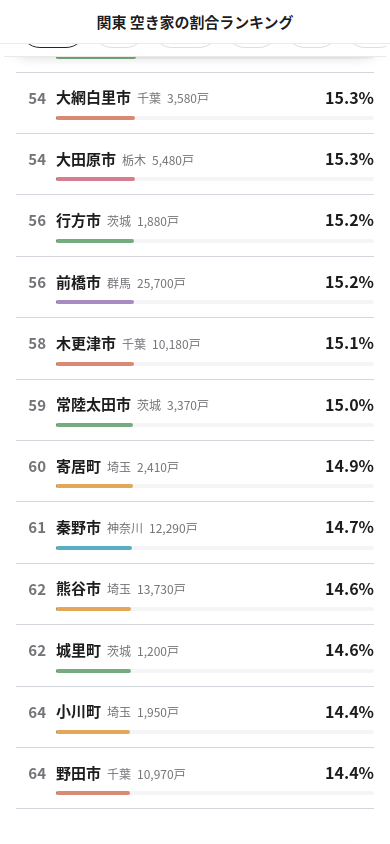 関東 空き家の割合ランキング
54 大網白里市 千葉 3,580戸 15.3%
54 大田原市 栃木 5,480戸 15.3%
56 行方市 茨城 1,880戸 15.2%
56 前橋市 群馬 25,700戸 15.2%
58 木更津市 千葉 10,180戸 15.1%
59 常陸太田市 茨城 3,370戸 15.0%
60 寄居町 埼玉 2,410戸 14.9%
61 秦野市 神奈川 12,290戸 14.7%
62 熊谷市 埼玉 13,730戸 14.6%
62 城里町 茨城 1,200戸 14.6%
64 小川町 埼玉 1,950戸 14.4%
64 野田市 千葉 10,970戸 14.4%